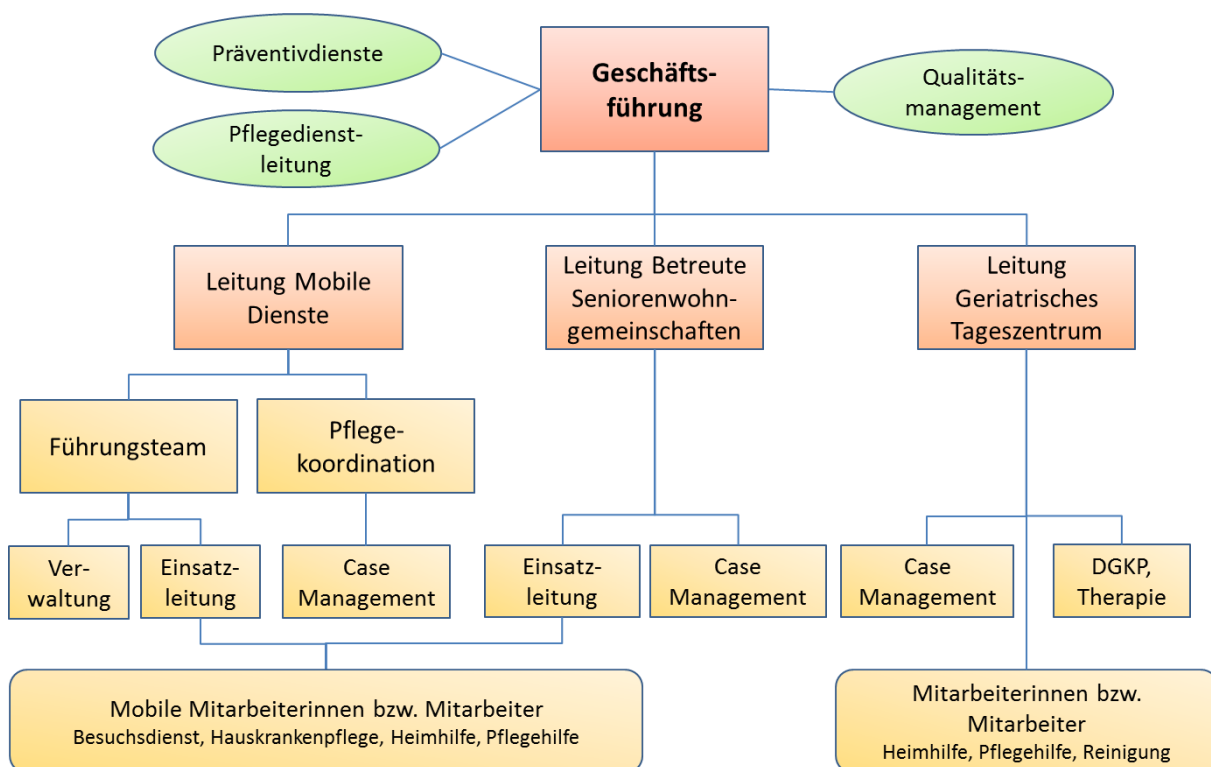 Präventivdienste
Geschäfts-
führung
Qualitäts-
management
Pflegedienst-
leitung
Leitung Mobile
Dienste
Leitung Betreute
Seniorenwohn-
gemeinschaften
Leitung
Geriatrisches
Tageszentrum
Führungsteam
Pflege-
koordination
Ver-
waltung
Einsatz-
leitung
Case
Management
Einsatz-
leitung
Case
Management
Case
Management
DGKP,
Therapie
Mobile Mitarbeiterinnen bzw. Mitarbeiter
Besuchsdienst, Hauskrankenpflege, Heimhilfe, Pflegehilfe
Mitarbeiterinnen bzw.
Mitarbeiter
Heimhilfe, Pflegehilfe, Reinigung